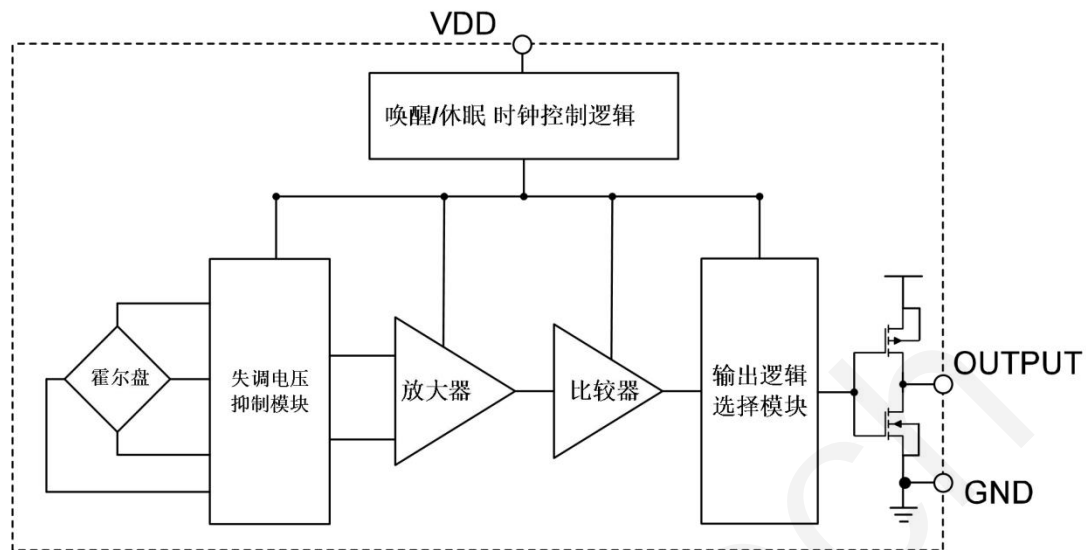 VDD
唤醒/休眠 时钟控制逻辑
霍尔盘
失调电压
抑制模块
放大器
比较器
输出逻辑
选择模块
OUTPUT
GND